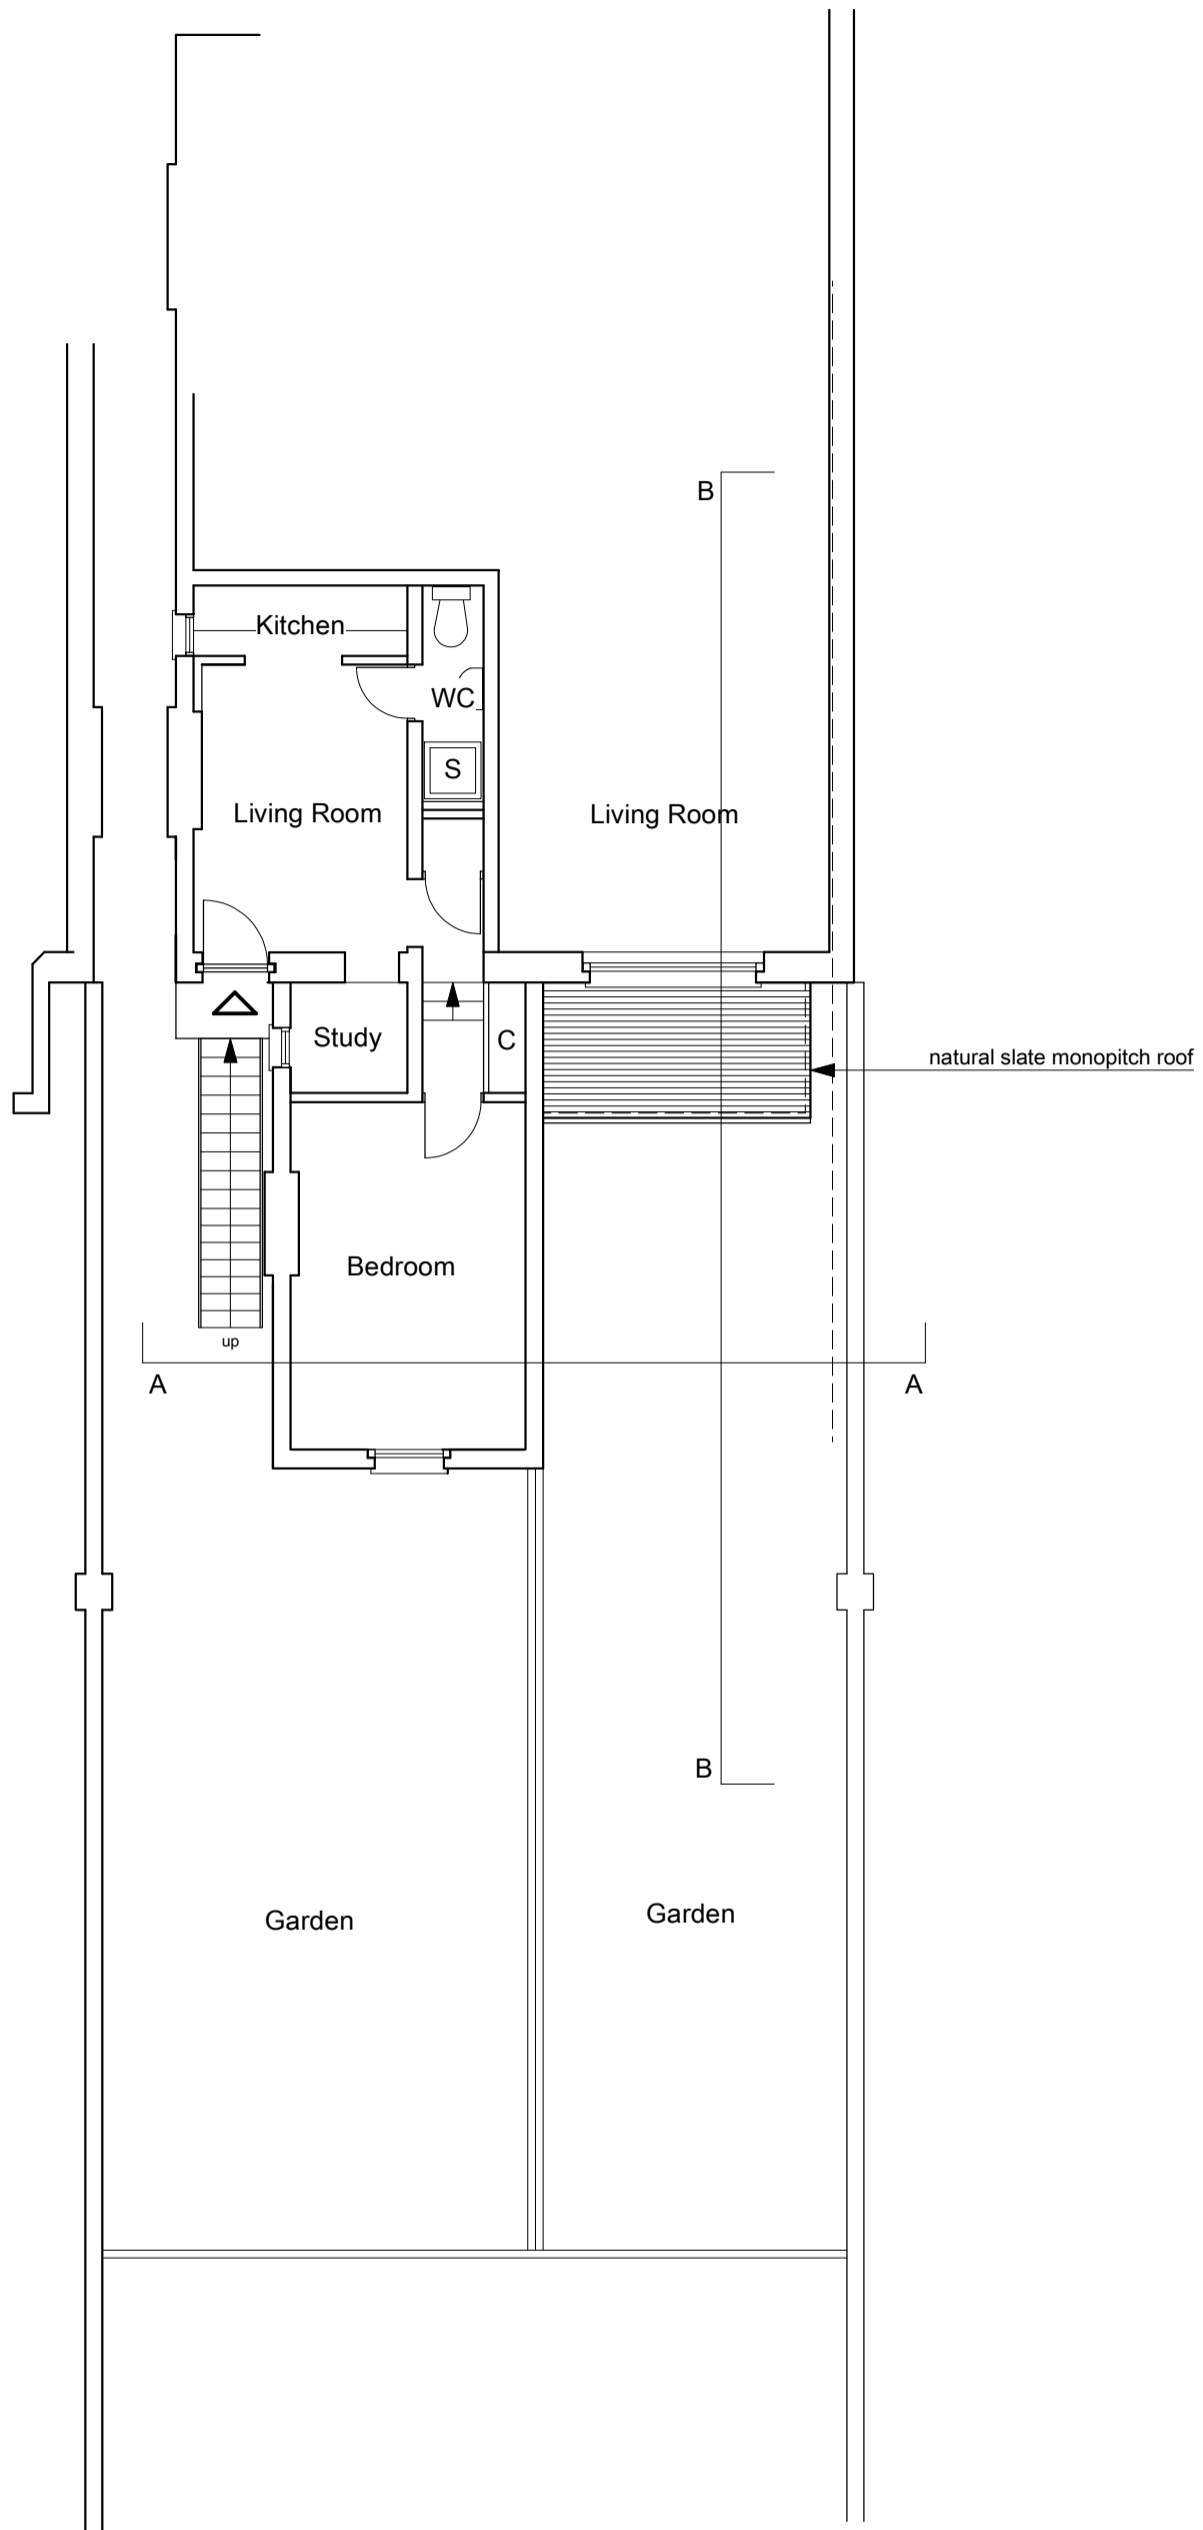 B
Kitchen
WC
S
Living Room
Living Room
Study
C
natural slate monopitch roof
Bedroom
up
A
A
B
Garden
Garden